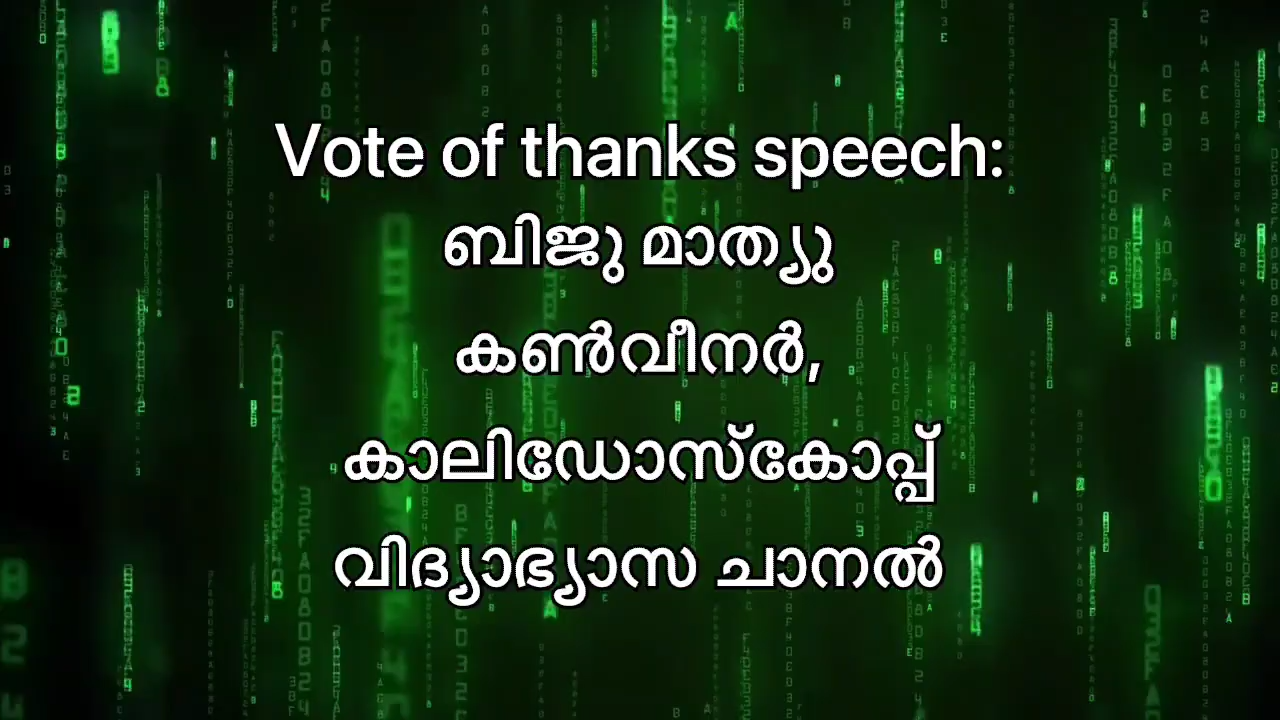 Vote of thanks speech:
ബിജു മാത്യു
കൺവീനർ,
കാലിഡോസ്കോപ്പ്
വിദ്യാഭ്യാസ ചാനൽ